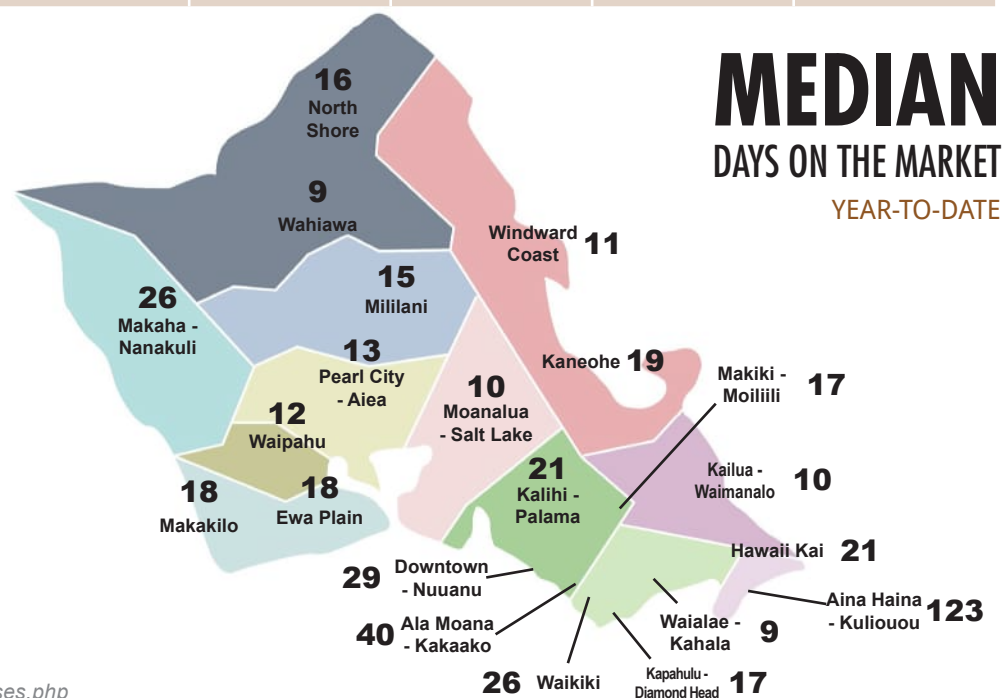 MEDIAN
DAYS ON THE MARKET
YEAR-TO-DATE
16
North
Shore
9
Wahiawa
Windward
Coast
11
15
Mililani
26
Makaha -
Nanakuli
13
Pearl City
- Aiea
Kaneohe 19
Makiki -
Moiliili
17
10
Moanalua
- Salt Lake
12
Waipahu
21
Kalihi -
Palama
Kailua -
Waimanalo
10
18
Makakilo
18
Ewa Plain
Hawaii Kai 21
29
Downtown
- Nuuanu
Aina Haina
- Kuliouou
123
40
Ala Moana
- Kakaako
Waialae -
Kahala
9
26 Waikiki
Kapahulu -
Diamond Head
17
ses.php